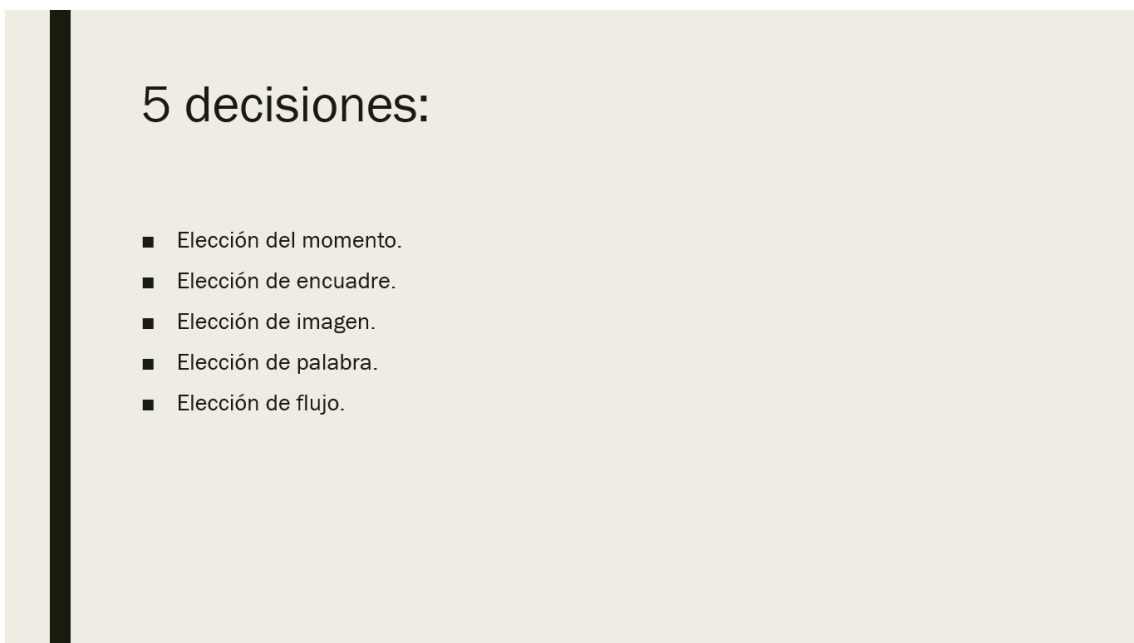 5 decisiones:
■ Elección del momento.
■ Elección de encuadre.
■ Elección de imagen.
■ Elección de palabra.
■ Elección de flujo.